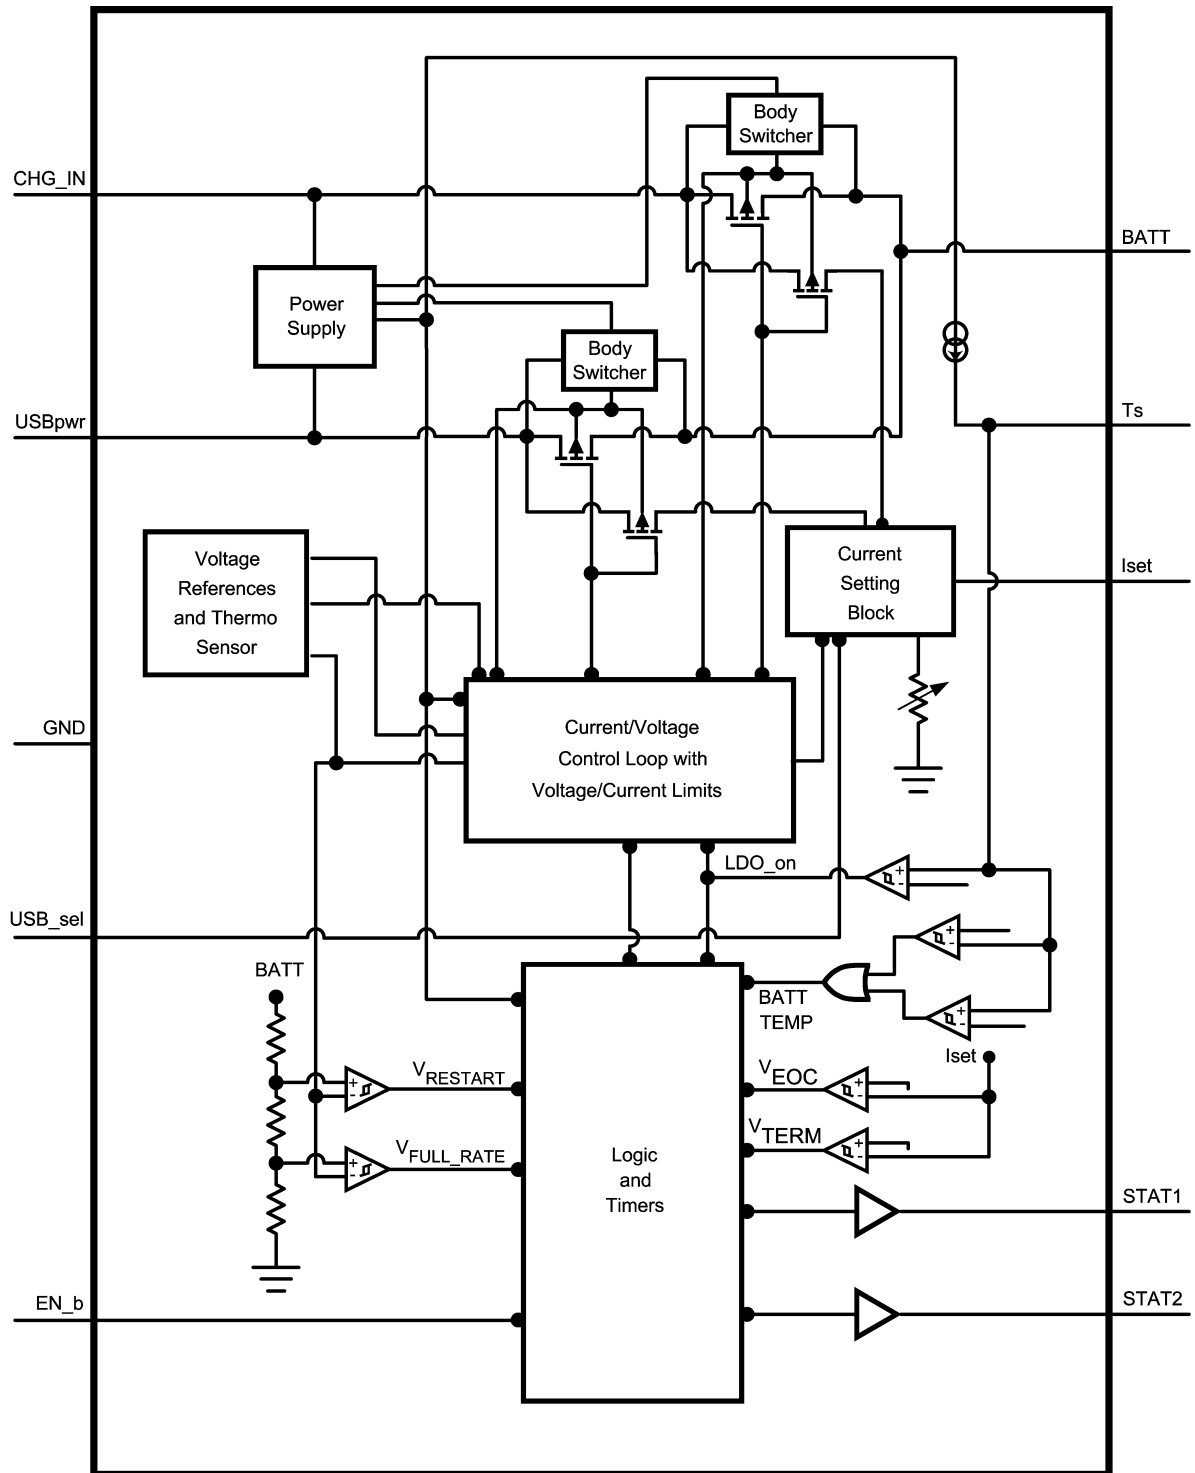 Body
Switcher
CHG_IN
BATT
Power
Supply
Body
Switcher
USBpwr
Ts
Voltage
References
and Thermo
Sensor
Current
Setting
Block
Iset
GND
Current/Voltage
Control Loop with
Voltage/Current Limits
LDO_on
+
-
USB_sel
+
-
BATT
BATT
TEMP
+
-
Iset
VRESTART
+
-
VEOC
+
-
VTERM
+
-
VFULL_RATE
+
-
Logic
and
Timers
STAT1
EN_b
STAT2